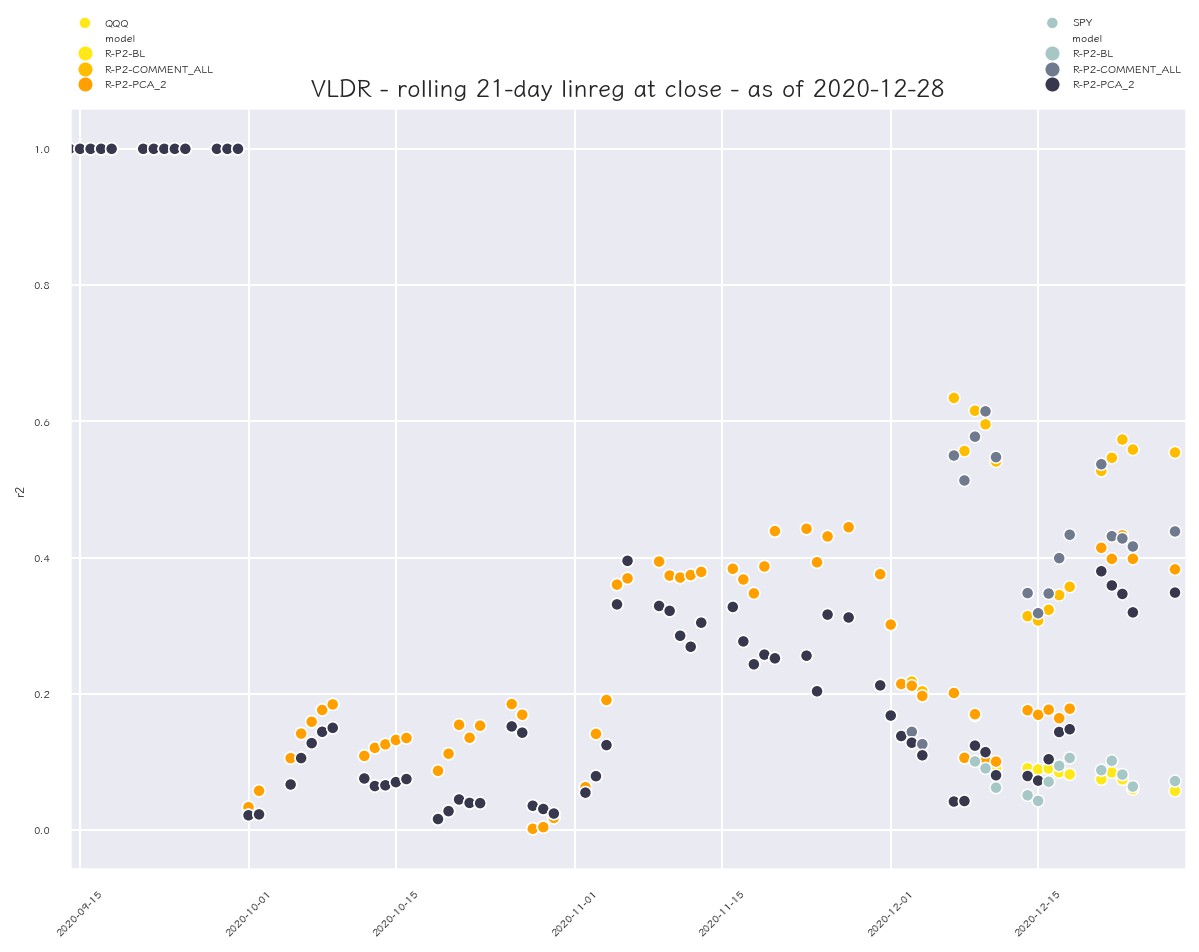 QQQ
model
R-P2-BL
R-P2-COMMENT_ALL
R-P2-PCA_2
SPY
model
R-P2-BL
R-P2-COMMENT_ALL
R-P2-PCA_2
VLDR - rolling 21-day linreg at close - as of 2020-12-28
1.0
0.8
0.6
r2
0.4
0.2
0.0
2020-09-15
2020-10-01
2020-10-15
2020-11-01
2020-11-15
2020-12-01
2020-12-15